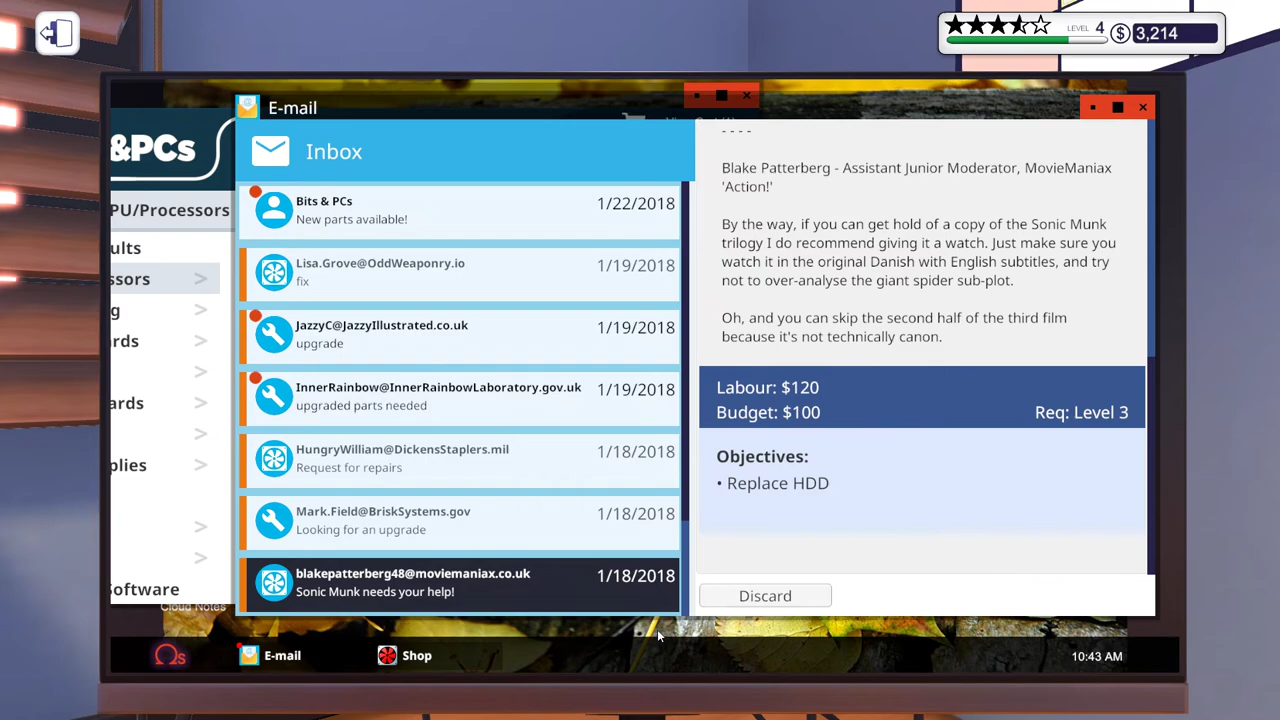 LEVEL 4 $ 3,214
E-mail
&PCs
Inbox
PU/Processors
ults
ssors >
g >
rds >
>
ards >
>
plies >
>
>
Software
Cloud Notes
Bits & PCs 1/22/2018
New parts available!
Lisa.Grove@OddWeaponry.io 1/19/2018
fix
JazzyC@JazzyIllustrated.co.uk 1/19/2018
upgrade
InnerRainbow@InnerRainbowLaboratory.gov.uk 1/19/2018
upgraded parts needed
HungryWilliam@DickensStaplers.mil 1/18/2018
Request for repairs
Mark.Field@BriskSystems.gov 1/18/2018
Looking for an upgrade
blakepatterberg48@moviemaniax.co.uk 1/18/2018
Sonic Munk needs your help!
- - - -
Blake Patterberg - Assistant Junior Moderator, MovieManiax
'Action!'
By the way, if you can get hold of a copy of the Sonic Munk
trilogy I do recommend giving it a watch. Just make sure you
watch it in the original Danish with English subtitles, and try
not to over-analyse the giant spider sub-plot.
Oh, and you can skip the second half of the third film
because it's not technically canon.
Labour: $120
Budget: $100 Req: Level 3
Objectives:
• Replace HDD
Discard
Ωs E-mail Shop 10:43 AM